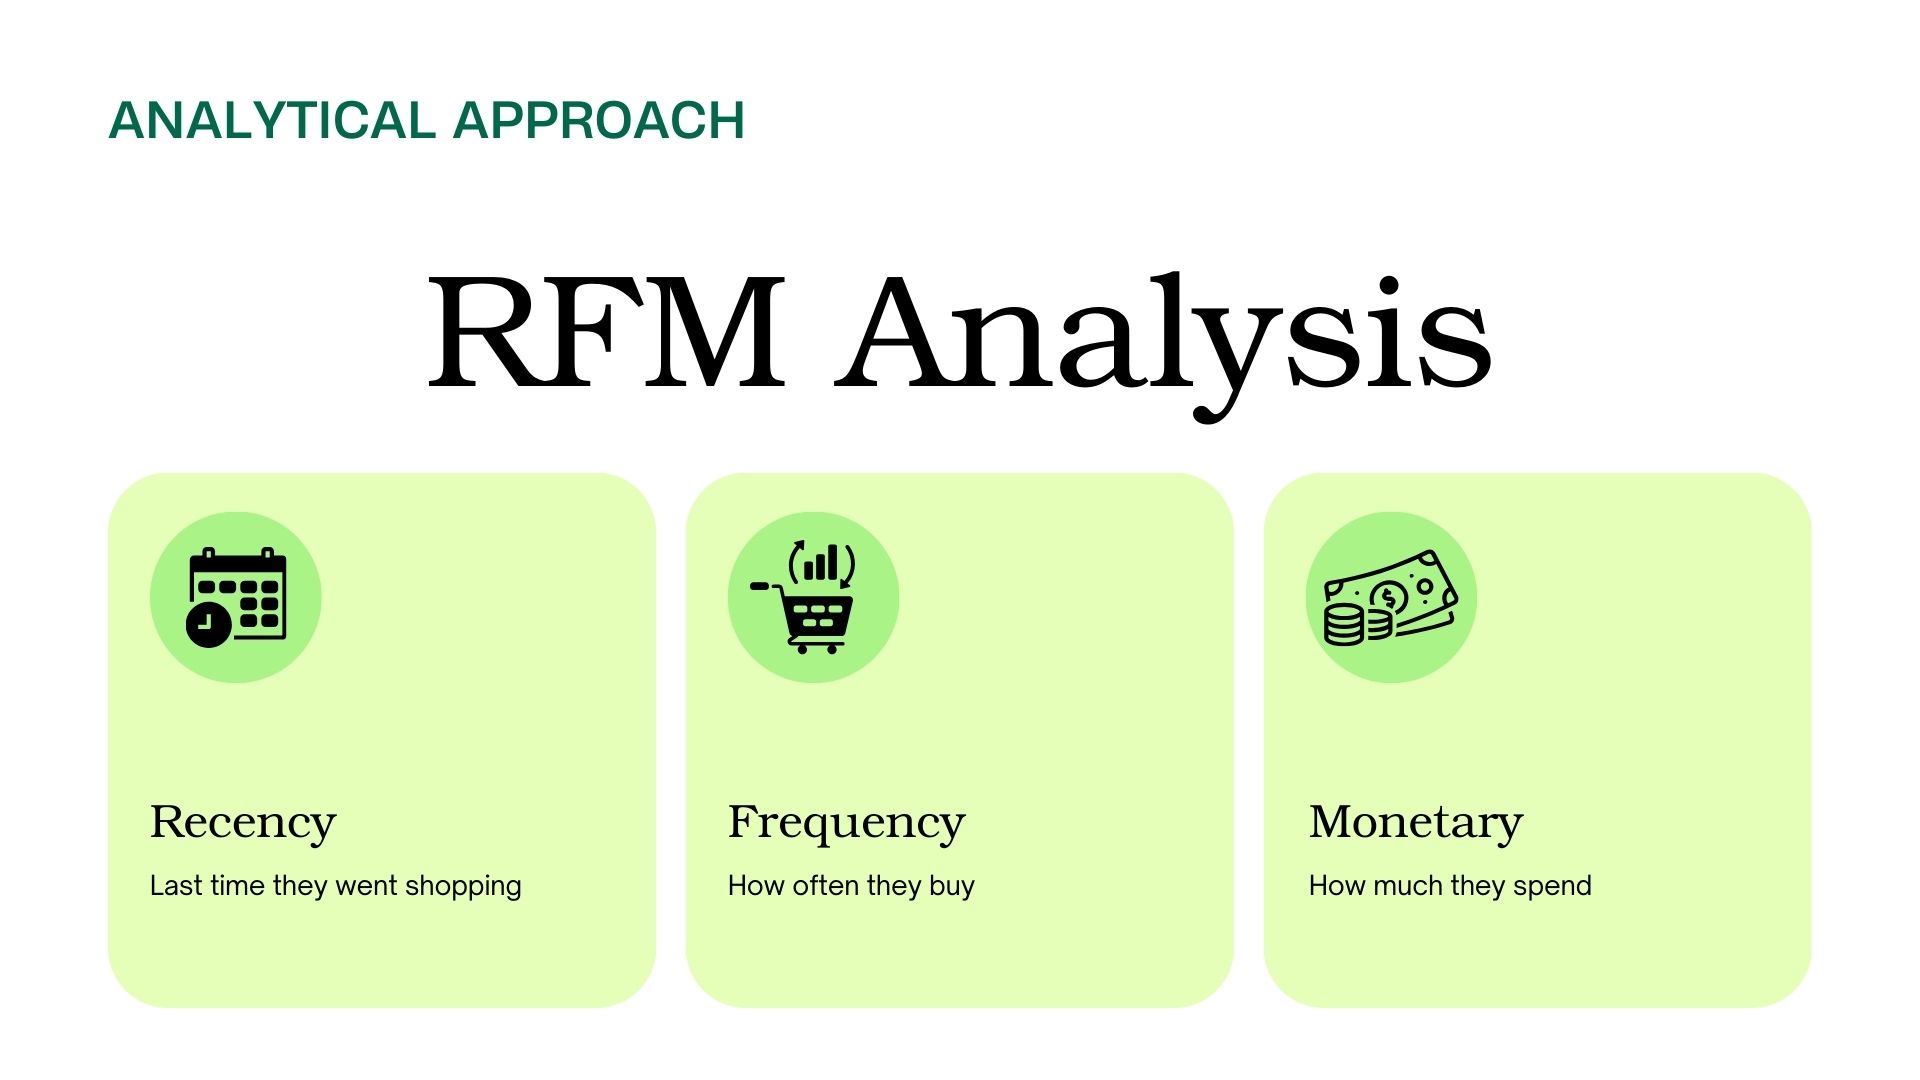 ANALYTICAL APPROACH
RFM Analysis
Recency
Last time they went shopping
Frequency
How often they buy
$
Monetary
How much they spend